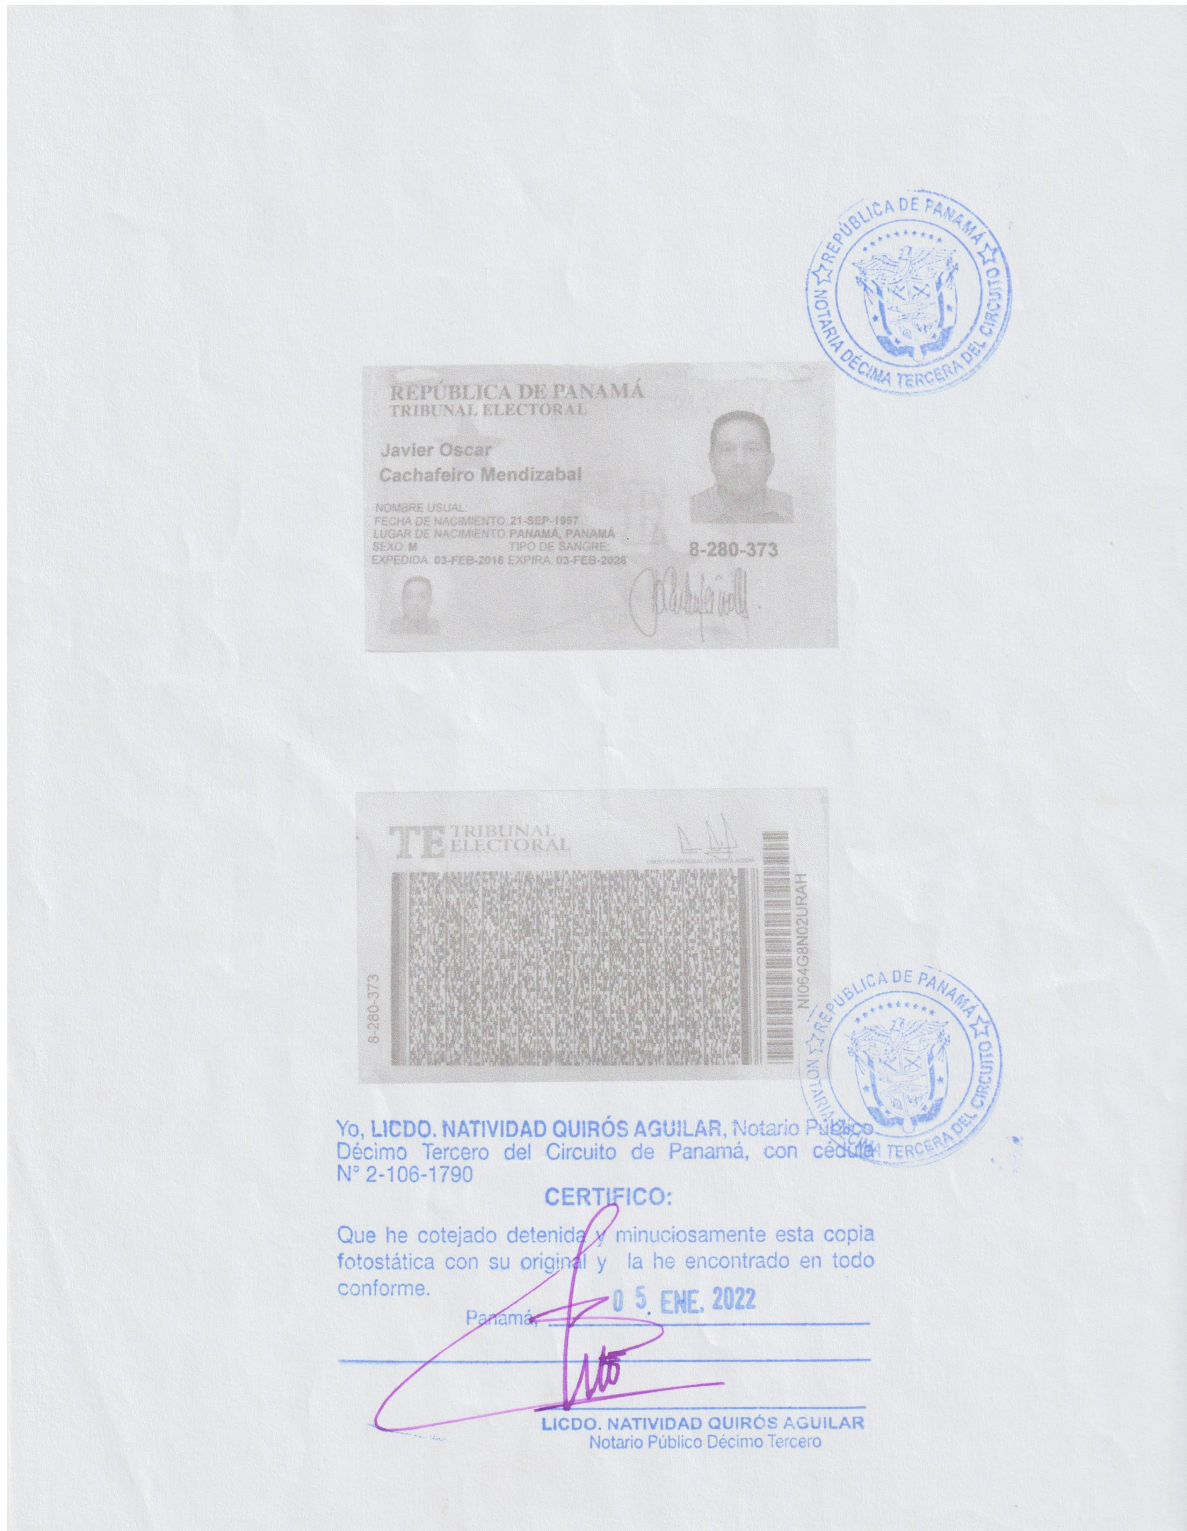 REPÚBLICA DE PANAMÁ
NOTARIA DÉCIMA TERCERA DEL CIRCUITO
REPÚBLICA DE PANAMÁ
TRIBUNAL ELECTORAL
Javier Oscar
Cachafeiro Mendizabal
NOMBRE USUAL:
FECHA DE NACIMIENTO: 21-SEP-1967
LUGAR DE NACIMIENTO: PANAMÁ, PANAMÁ
SEXO: M TIPO DE SANGRE:
EXPEDIDA: 03-FEB-2016 EXPIRA: 03-FEB-2026
8-280-373
TE TRIBUNAL
ELECTORAL
8-280-373
NI064G8N02URAH
REPÚBLICA DE PANAMÁ
NOTARIA DÉCIMA TERCERA DEL CIRCUITO
Yo, LICDO. NATIVIDAD QUIRÓS AGUILAR, Notario Público
Décimo Tercero del Circuito de Panamá, con cédula
N° 2-106-1790
CERTIFICO:
Que he cotejado detenida y minuciosamente esta copia
fotostática con su original y la he encontrado en todo
conforme.
Panamá, 05. ENE. 2022
LICDO. NATIVIDAD QUIRÓS AGUILAR
Notario Público Décimo Tercero